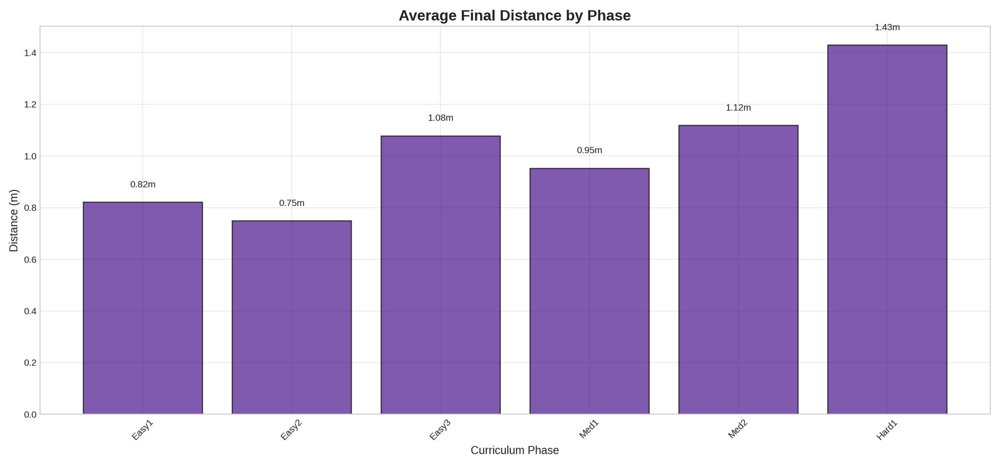 Average Final Distance by Phase
1.43m
1.4
1.2
1.12m
1.08m
1.0
0.95m
0.82m
0.8
0.75m
Distance (m)
0.6
0.4
0.2
0.0
Easy1
Easy2
Easy3
Med1
Med2
Hard1
Curriculum Phase